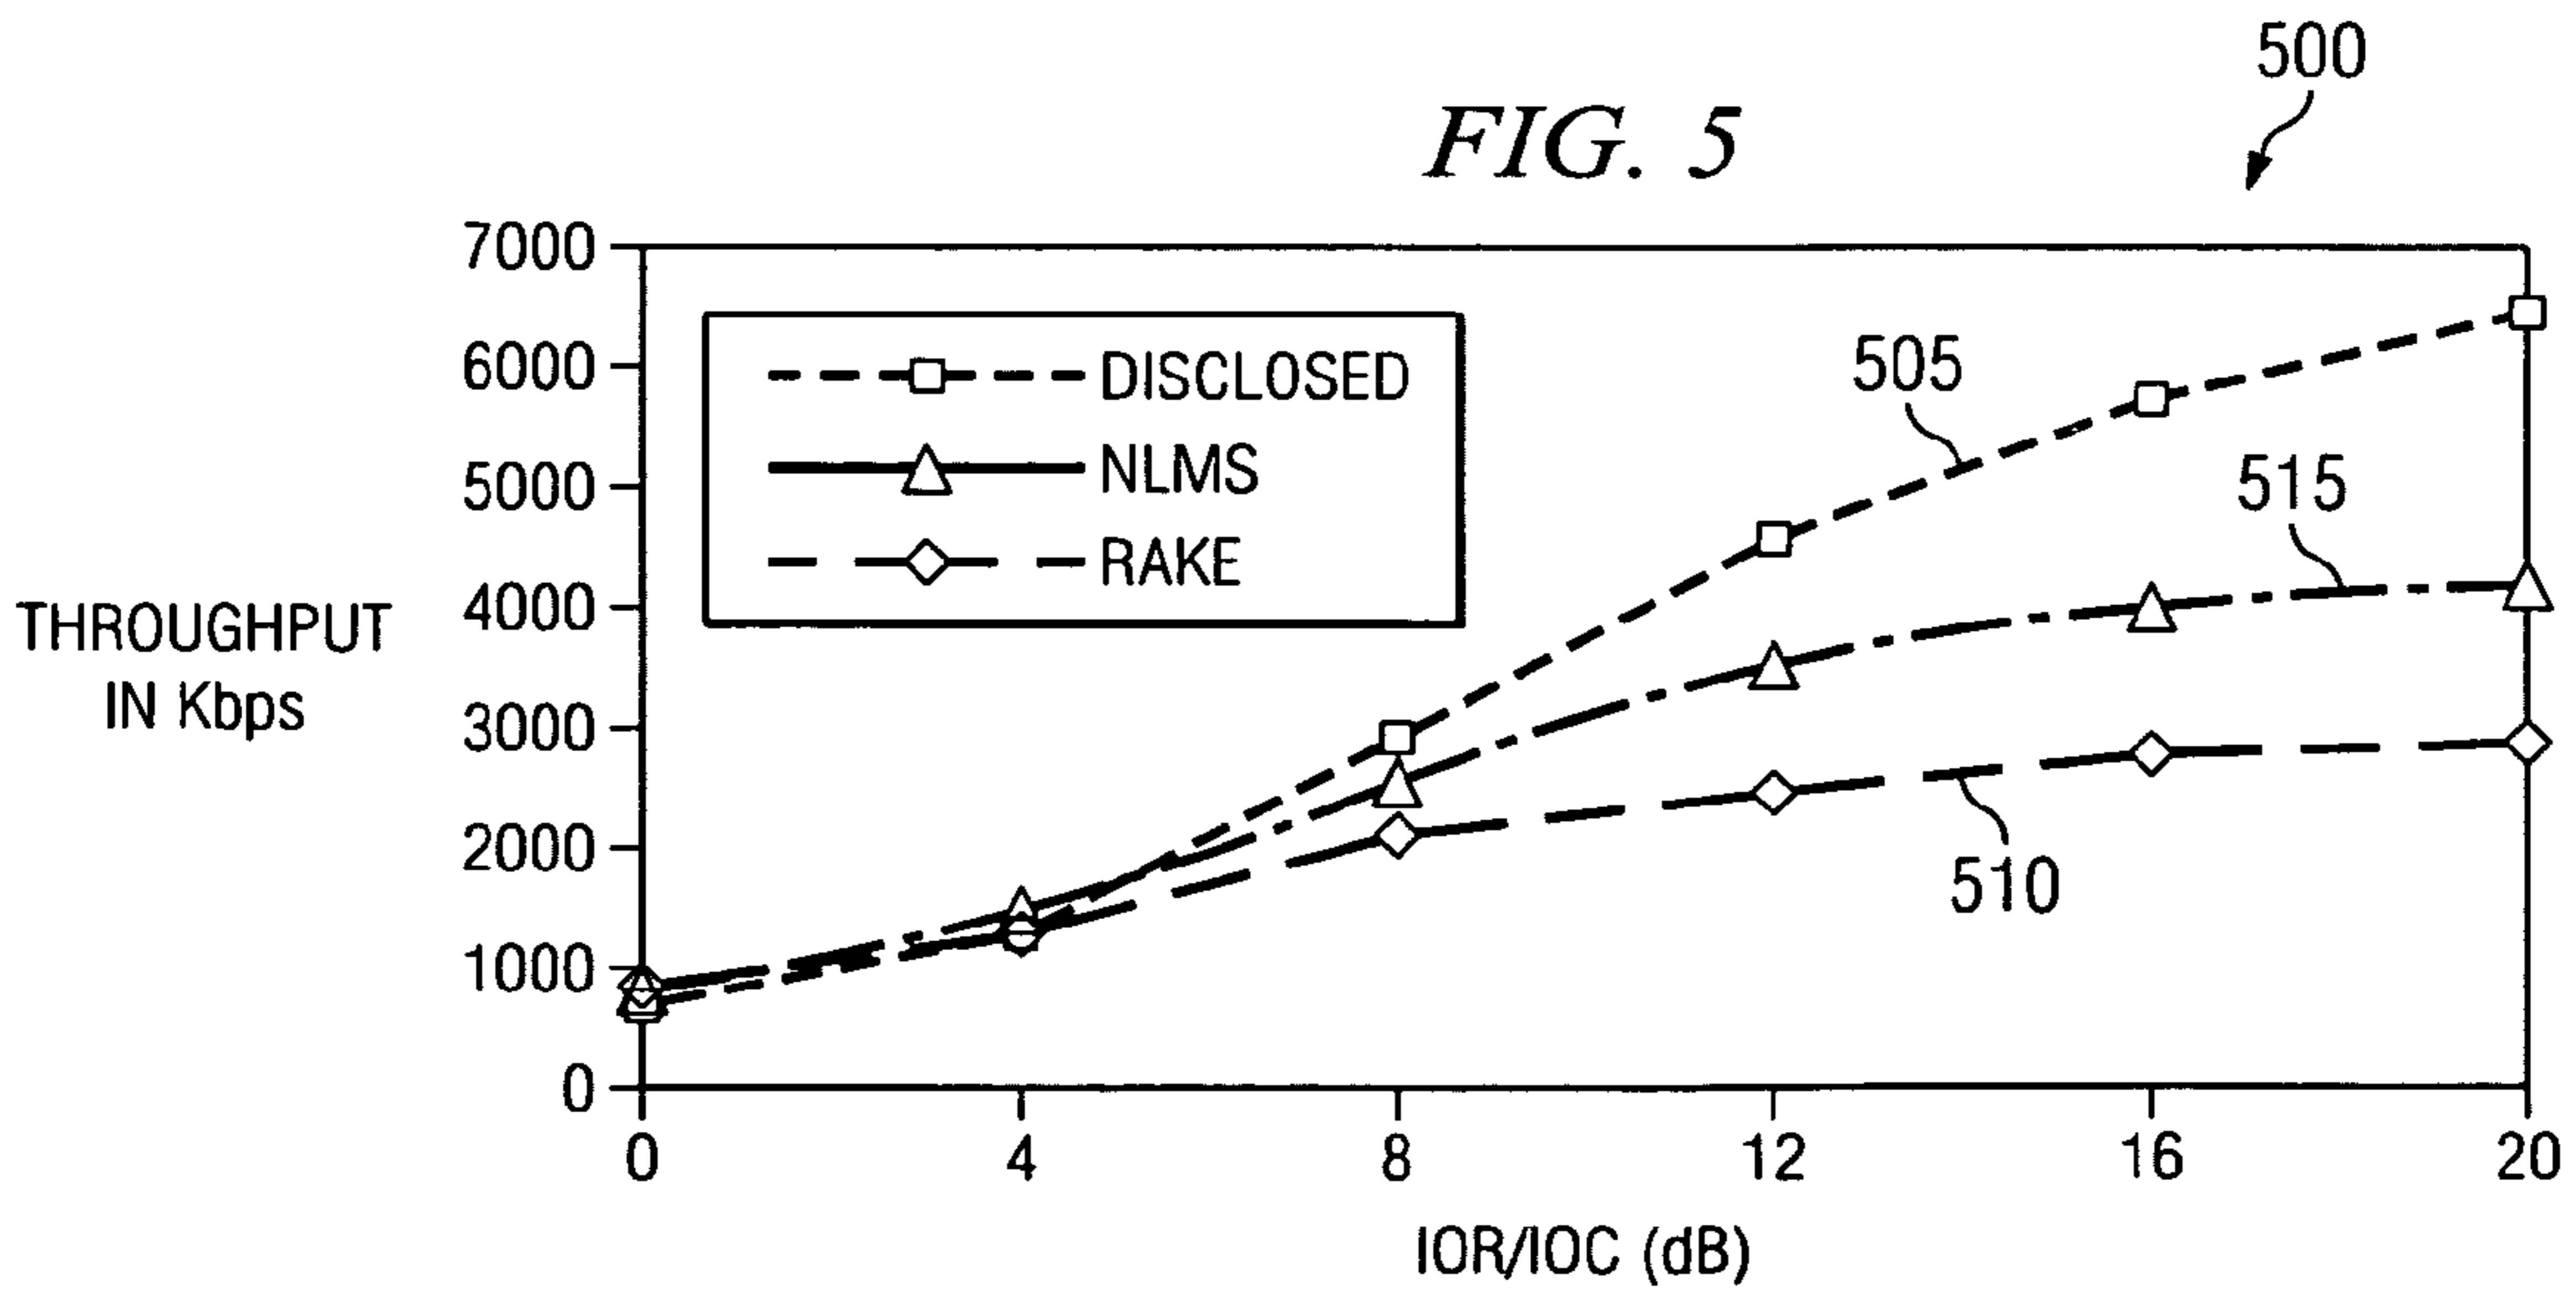 500
FIG. 5
7000
6000
5000
4000
3000
2000
1000
0
THROUGHPUT
IN Kbps
DISCLOSED
NLMS
RAKE
505
515
510
0 4 8 12 16 20
IOR/IOC (dB)